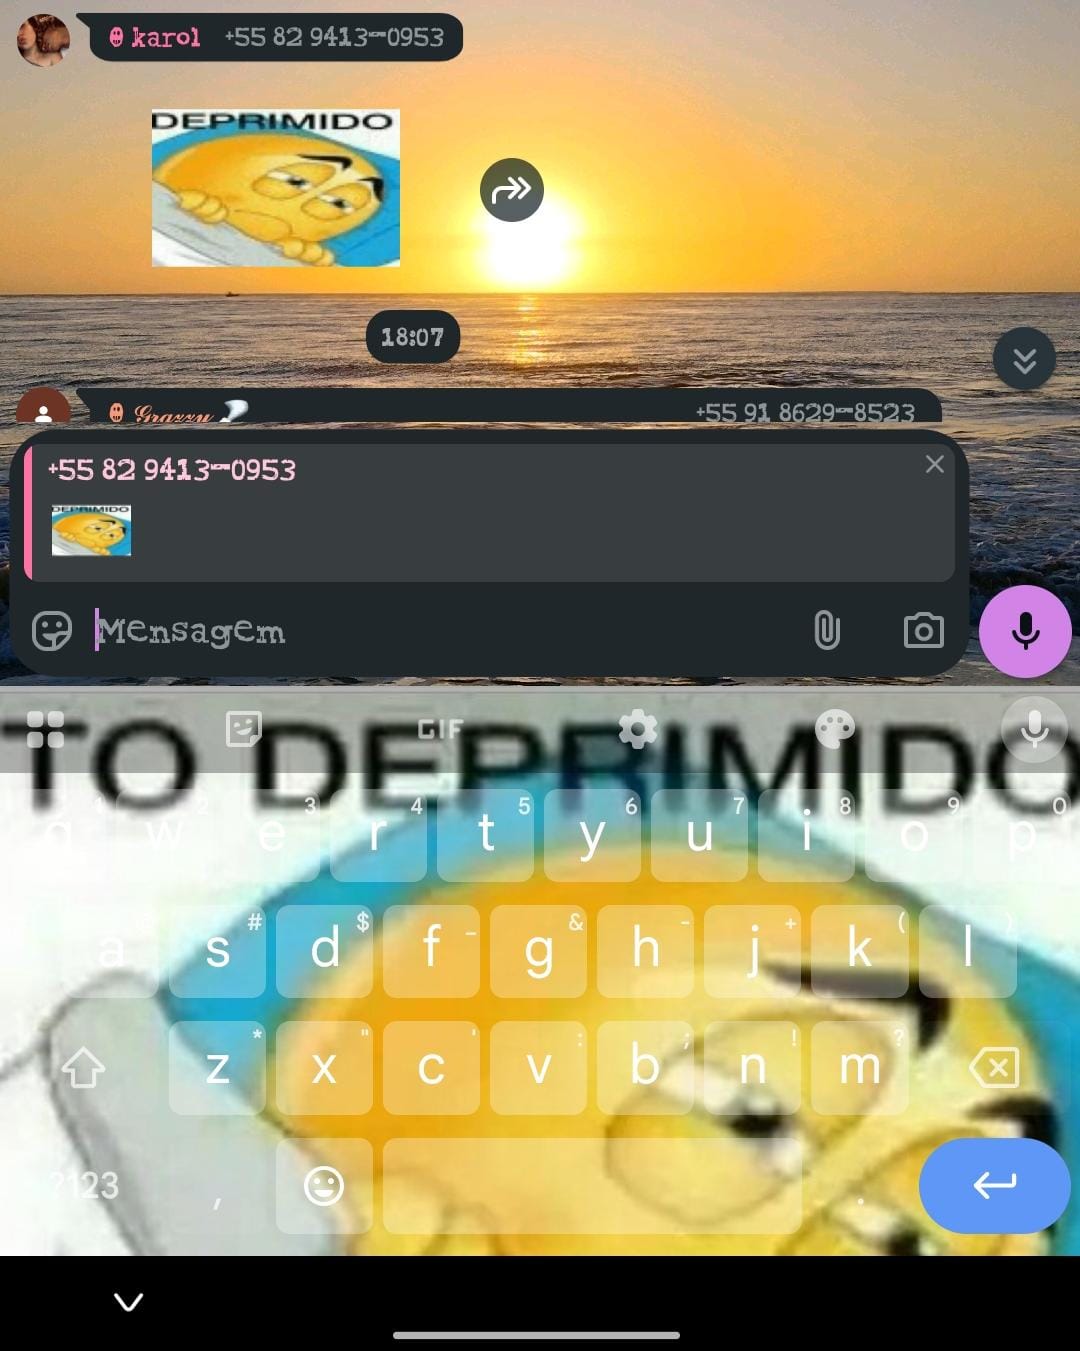 karol +55 82 9413-0953
DEPRIMIDO
18:07
Grazzy +55 91 8629-8523
+55 82 9413-0953
DEPRIMIDO
Mensagem
TO DEPRIMIDO
GIF
1 2 3 4 5 6 7 8 9 0
q w e r t y u i o p
# $ _ & - + ( )
a s d f g h j k l
* " ' : ; ! ?
z x c v b n m
?123 , .